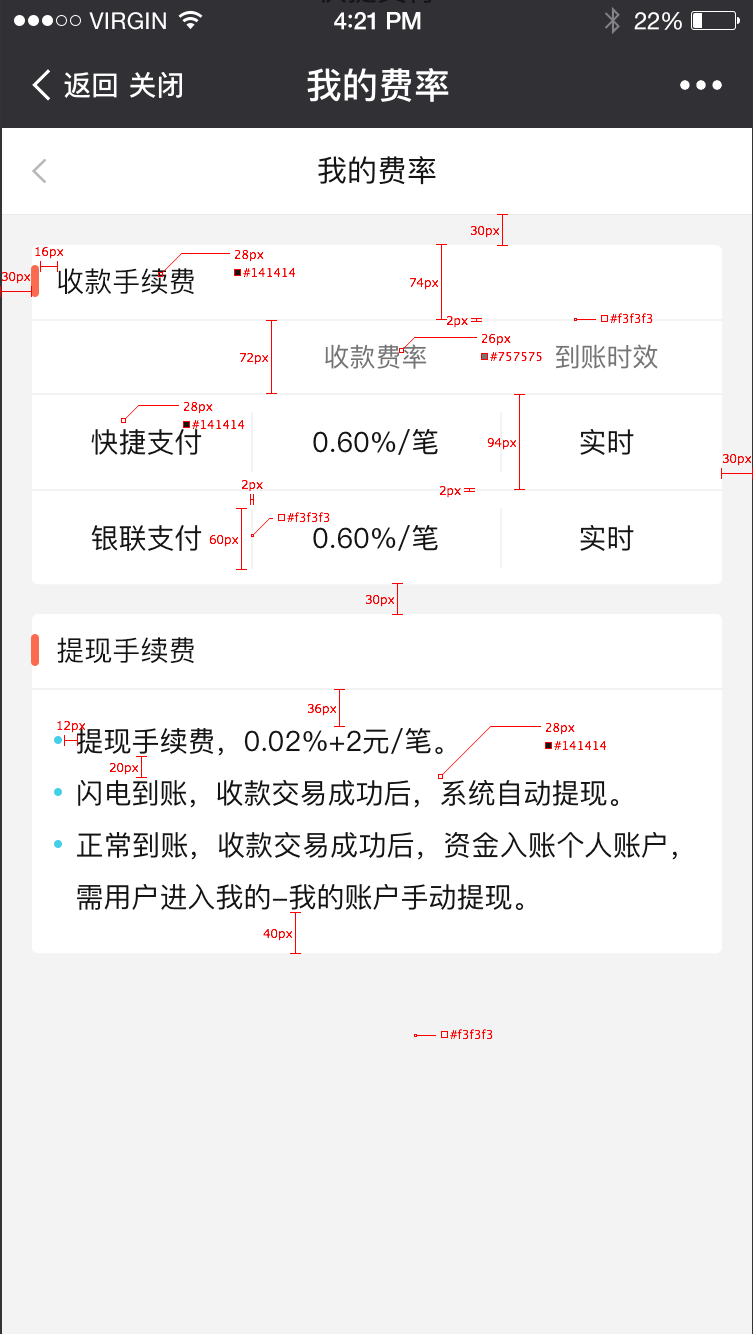 VIRGIN 4:21 PM 22%
返回 关闭 我的费率
我的费率
30px
16px
28px
30px
#141414
收款手续费
74px
2px
#f3f3f3
26px
72px
收款费率
#757575
到账时效
28px
#141414
快捷支付 0.60%/笔 94px 实时
30px
2px
2px
#f3f3f3
银联支付 60px 0.60%/笔 实时
30px
提现手续费
36px
12px
28px
提现手续费，0.02%+2元/笔。
#141414
20px
闪电到账，收款交易成功后，系统自动提现。
正常到账，收款交易成功后，资金入账个人账户，
需用户进入我的-我的账户手动提现。
40px
#f3f3f3